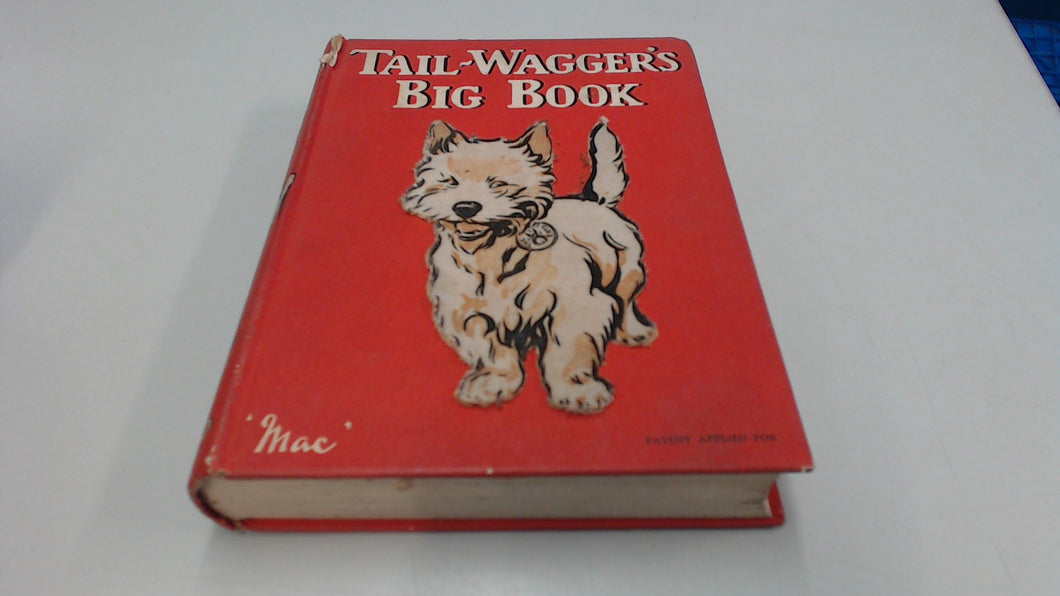 TAIL-WAGGER'S
BIG BOOK
'Mac'
PATENT APPLIED FOR